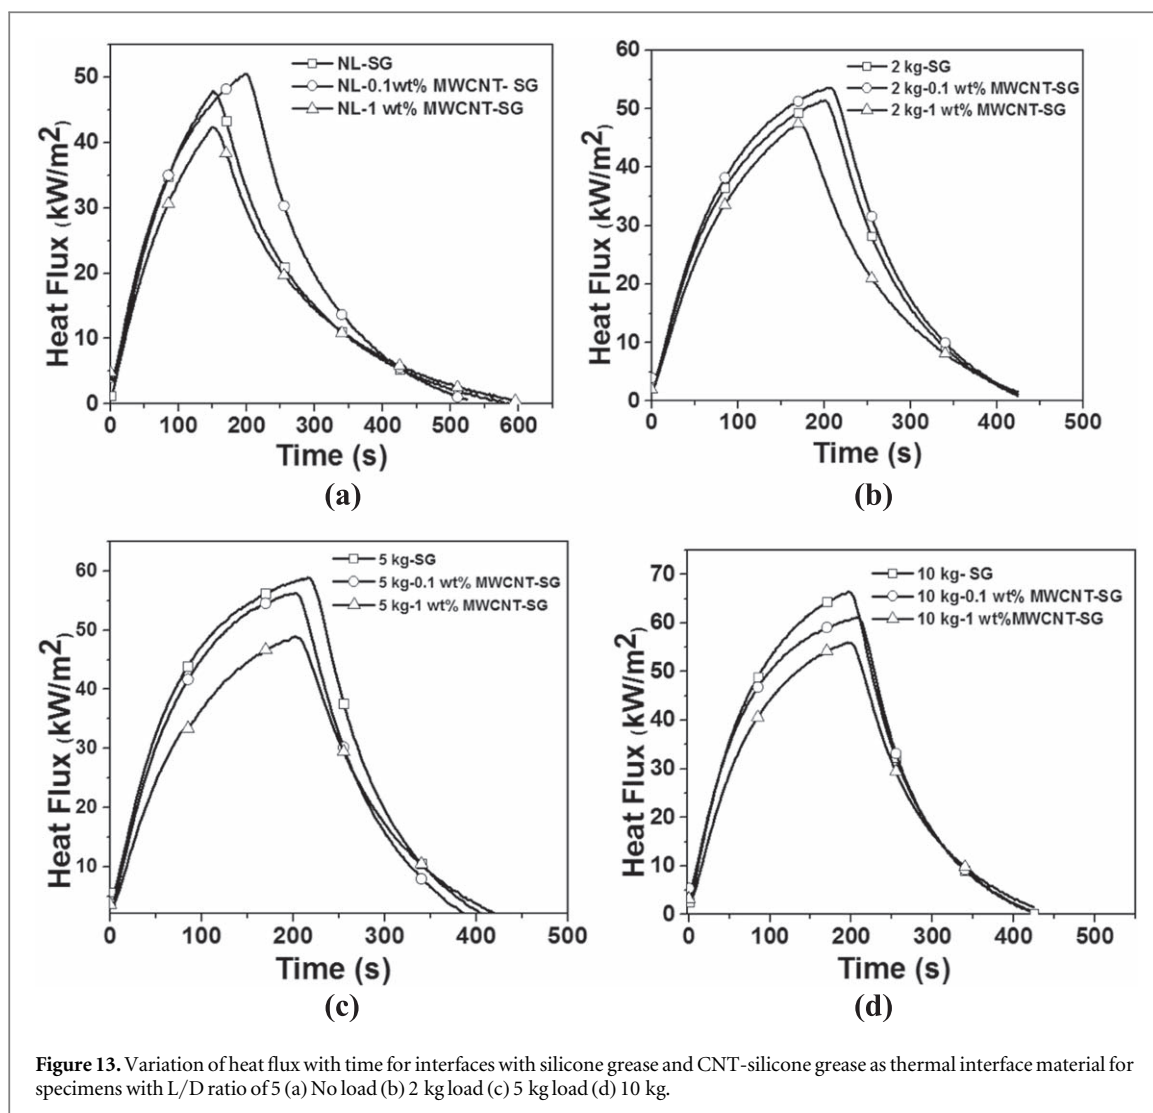 NL-SG
NL-0.1wt% MWCNT- SG
NL-1 wt% MWCNT-SG
Heat Flux (kW/m2)
50
40
30
20
10
0
0 100 200 300 400 500 600
Time (s)
(a)
2 kg-SG
2 kg-0.1 wt% MWCNT-SG
2 kg-1 wt% MWCNT-SG
Heat Flux (kW/m2)
60
50
40
30
20
10
0
0 100 200 300 400 500
Time (s)
(b)
5 kg-SG
5 kg-0.1 wt% MWCNT-SG
5 kg-1 wt% MWCNT-SG
Heat Flux (kW/m2)
60
50
40
30
20
10
0 100 200 300 400 500
Time (s)
(c)
10 kg- SG
10 kg-0.1 wt% MWCNT-SG
10 kg-1 wt%MWCNT-SG
Heat Flux (kW/m2)
70
60
50
40
30
20
10
0
0 100 200 300 400 500
Time (s)
(d)
Figure 13. Variation of heat flux with time for interfaces with silicone grease and CNT-silicone grease as thermal interface material for
specimens with L/D ratio of 5 (a) No load (b) 2 kg load (c) 5 kg load (d) 10 kg.